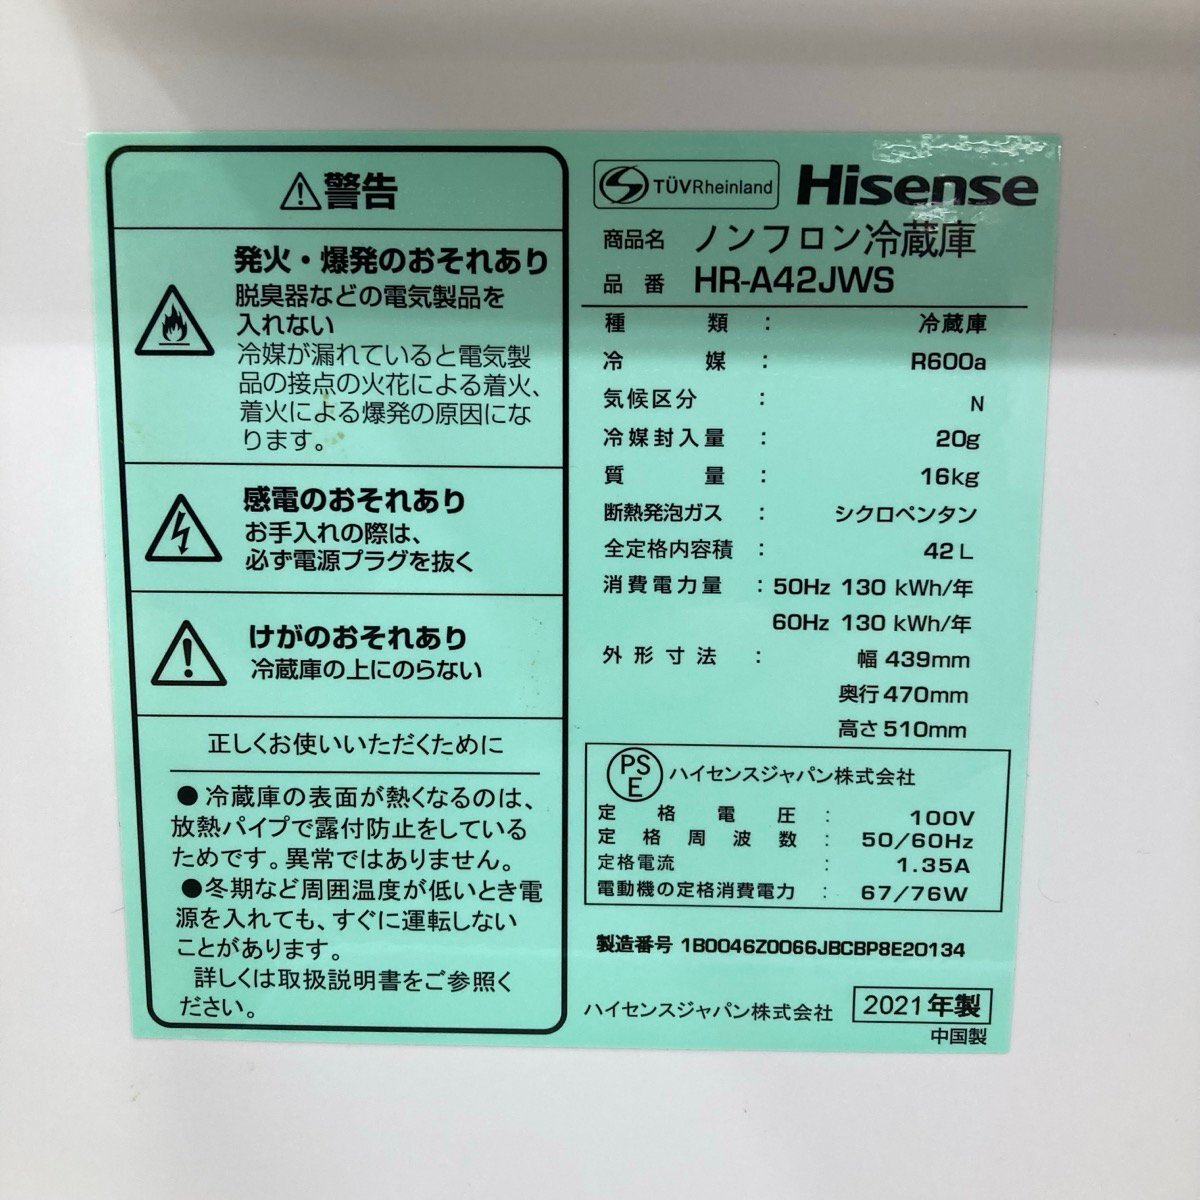 ⚠警告
発火・爆発のおそれあり
脱臭器などの電気製品を
入れない
冷媒が漏れていると電気製
品の接点の火花による着火、
着火による爆発の原因にな
ります。
感電のおそれあり
お手入れの際は、
必ず電源プラグを抜く
けがのおそれあり
冷蔵庫の上にのらない
正しくお使いいただくために
●冷蔵庫の表面が熱くなるのは、
放熱パイプで露付防止をしている
ためです。異常ではありません。
●冬期など周囲温度が低いとき電
源を入れても、すぐに運転しない
ことがあります。
詳しくは取扱説明書をご参照く
ださい。
TÜVRheinland Hisense
商品名 ノンフロン冷蔵庫
品番 HR-A42JWS
種類 : 冷蔵庫
冷媒 : R600a
気候区分 : N
冷媒封入量 : 20g
質量 : 16kg
断熱発泡ガス : シクロペンタン
全定格内容積 : 42L
消費電力量 : 50Hz 130 kWh/年
60Hz 130 kWh/年
外形寸法 : 幅 439mm
奥行 470mm
高さ 510mm
PSE ハイセンスジャパン株式会社
定格電圧 : 100V
定格周波数 : 50/60Hz
定格電流 : 1.35A
電動機の定格消費電力 : 67/76W
製造番号 1B0046Z0066JBCBP8E20134
ハイセンスジャパン株式会社 2021年製
中国製